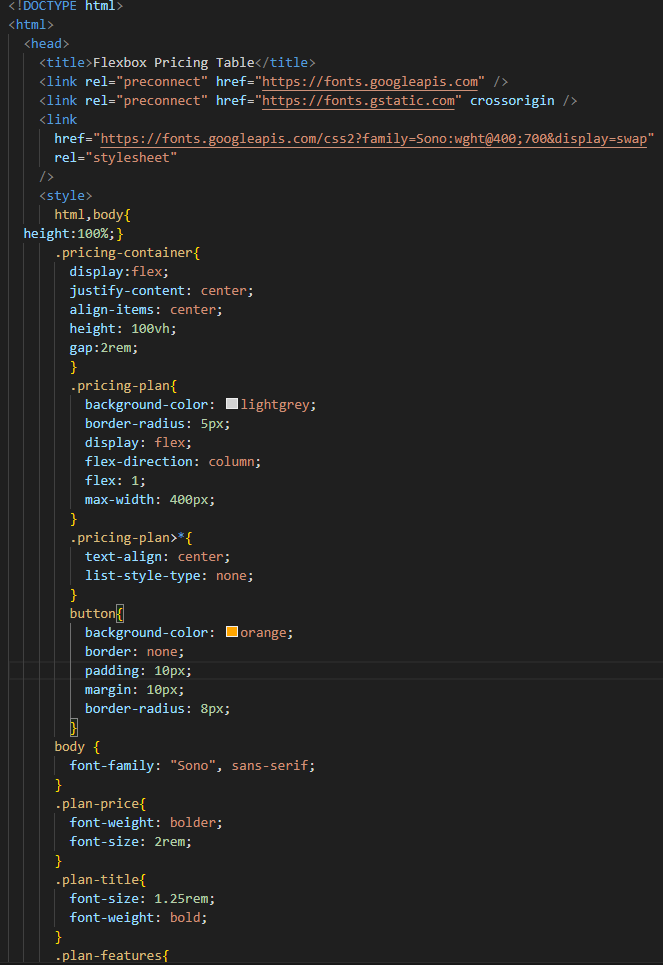 <!DOCTYPE html>
<html>
<head>
<title>Flexbox Pricing Table</title>
<link rel="preconnect" href="https://fonts.googleapis.com" />
<link rel="preconnect" href="https://fonts.gstatic.com" crossorigin />
<link
href="https://fonts.googleapis.com/css2?family=Sono:wght@400;700&display=swap"
rel="stylesheet"
/>
<style>
html,body{
height:100%;}
.pricing-container{
display:flex;
justify-content: center;
align-items: center;
height: 100vh;
gap:2rem;
}
.pricing-plan{
background-color: lightgrey;
border-radius: 5px;
display: flex;
flex-direction: column;
flex: 1;
max-width: 400px;
}
.pricing-plan>*{
text-align: center;
list-style-type: none;
}
button{
background-color: orange;
border: none;
padding: 10px;
margin: 10px;
border-radius: 8px;
}
body {
font-family: "Sono", sans-serif;
}
.plan-price{
font-weight: bolder;
font-size: 2rem;
}
.plan-title{
font-size: 1.25rem;
font-weight: bold;
}
.plan-features{